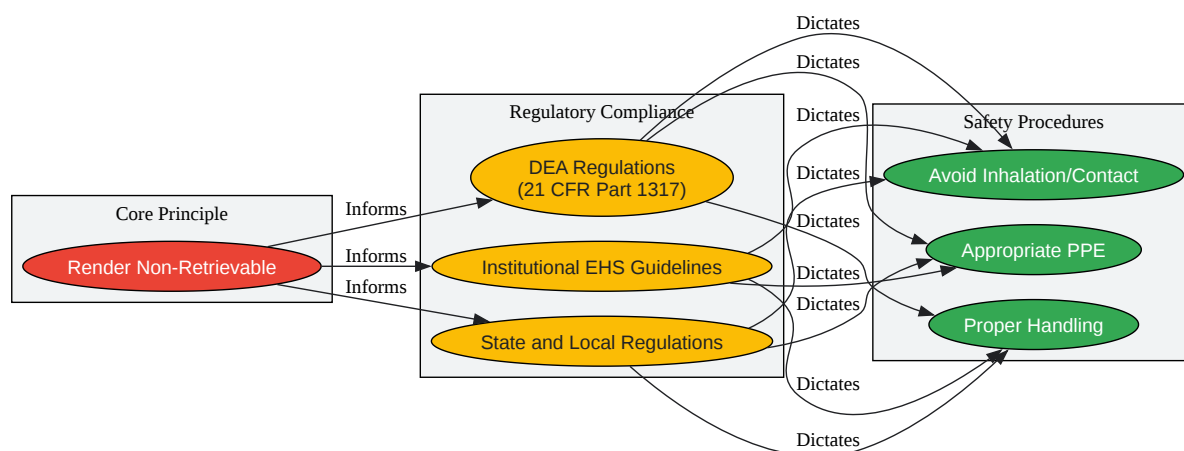 Core Principle
Render Non-Retrievable
Informs
Informs
Informs
Regulatory Compliance
DEA Regulations
(21 CFR Part 1317)
Institutional EHS Guidelines
State and Local Regulations
Dictates
Dictates
Dictates
Dictates
Dictates
Dictates
Dictates
Dictates
Dictates
Safety Procedures
Avoid Inhalation/Contact
Appropriate PPE
Proper Handling